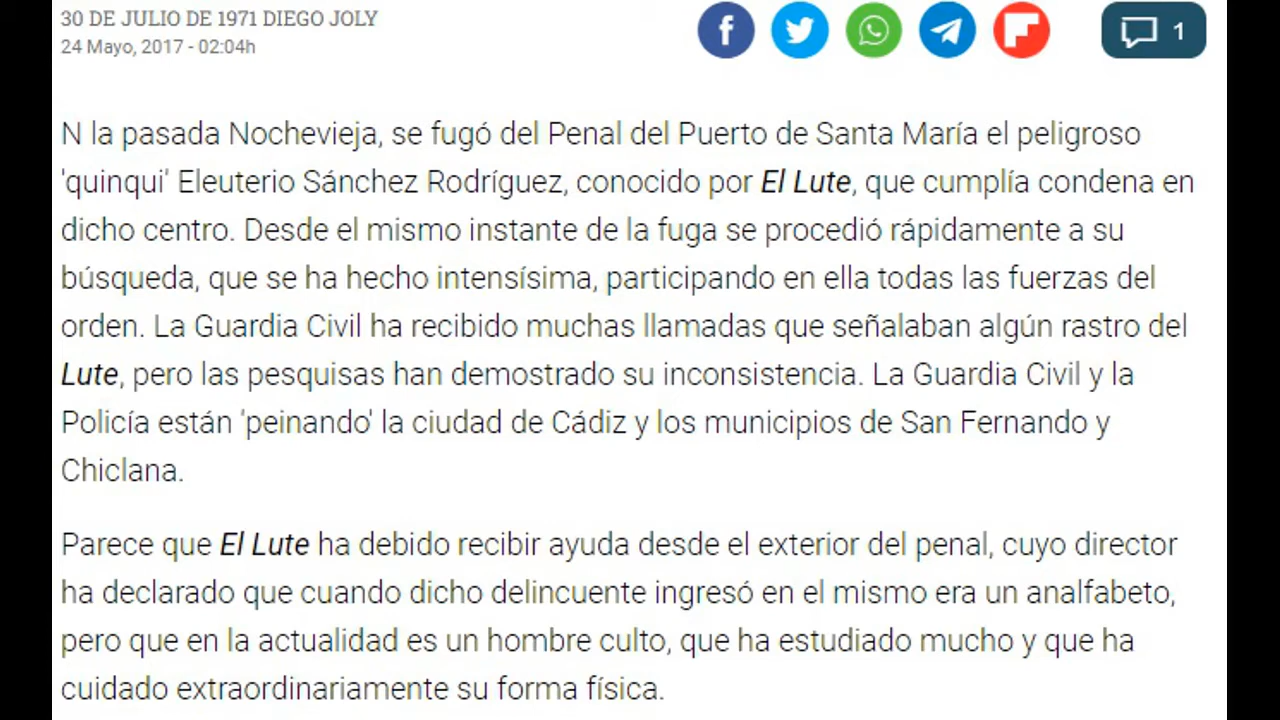 30 DE JULIO DE 1971 DIEGO JOLY
24 Mayo, 2017 - 02:04h
1
N la pasada Nochevieja, se fugó del Penal del Puerto de Santa María el peligroso
'quinqui' Eleuterio Sánchez Rodríguez, conocido por El Lute, que cumplía condena en
dicho centro. Desde el mismo instante de la fuga se procedió rápidamente a su
búsqueda, que se ha hecho intensísima, participando en ella todas las fuerzas del
orden. La Guardia Civil ha recibido muchas llamadas que señalaban algún rastro del
Lute, pero las pesquisas han demostrado su inconsistencia. La Guardia Civil y la
Policía están 'peinando' la ciudad de Cádiz y los municipios de San Fernando y
Chiclana.
Parece que El Lute ha debido recibir ayuda desde el exterior del penal, cuyo director
ha declarado que cuando dicho delincuente ingresó en el mismo era un analfabeto,
pero que en la actualidad es un hombre culto, que ha estudiado mucho y que ha
cuidado extraordinariamente su forma física.